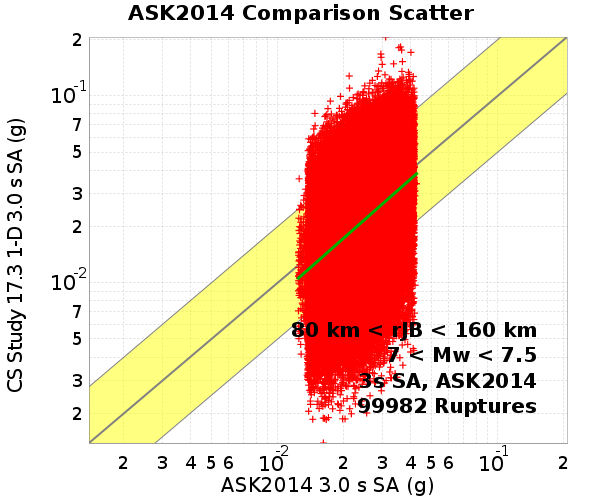 ASK2014 Comparison Scatter
CS Study 17.3 1-D 3.0 s SA (g)
2
10-1
7
5
3
2
10-2
7
5
3
2
80 km < rJB < 160 km
7 < Mw < 7.5
3s SA, ASK2014
99982 Ruptures
2 3 4 5 6 10-2 2 3 4 5 6 10-1 2
ASK2014 3.0 s SA (g)